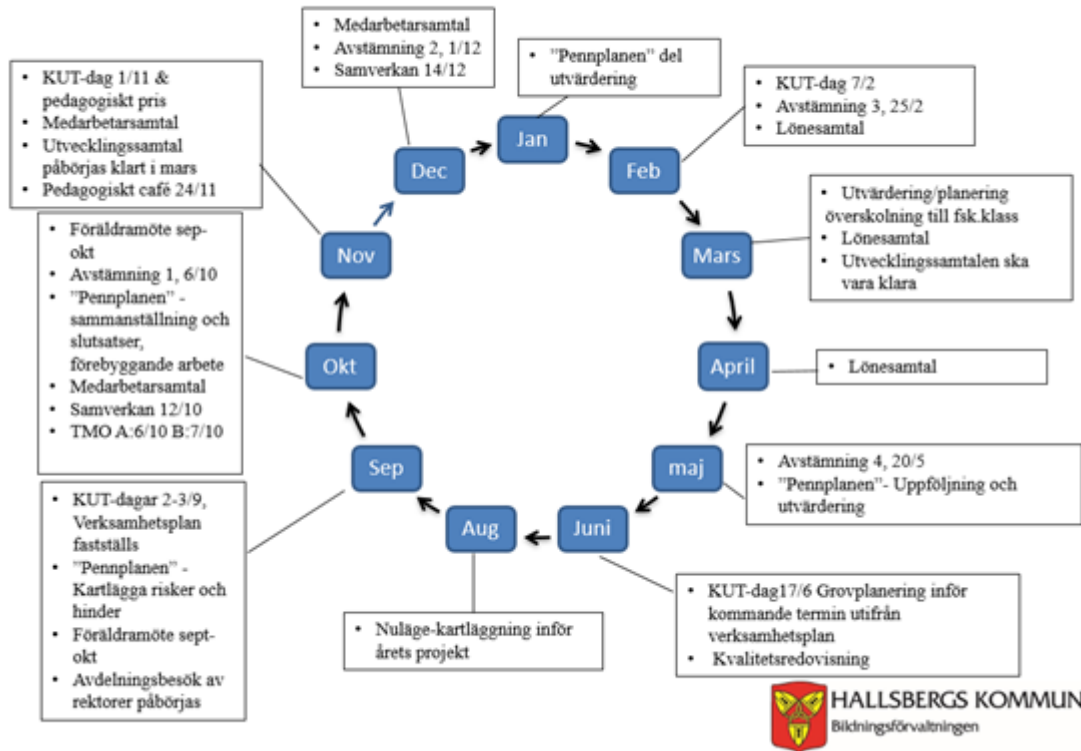 • Medarbetarsamtal
• Avstämning 2, 1/12
• Samverkan 14/12
• ”Pennplanen” del
utvärdering
• KUT-dag 7/2
• Avstämning 3, 25/2
• Lönesamtal
• KUT-dag 1/11 &
pedagogiskt pris
• Medarbetarsamtal
• Utvecklingssamtal
påbörjas klart i mars
• Pedagogiskt café 24/11
Jan
Dec
Feb
• Utvärdering/planering
överskolning till fsk.klass
• Lönesamtal
• Utvecklingssamtalen ska
vara klara
Nov
Mars
• Föräldramöte sep-
okt
• Avstämning 1, 6/10
• ”Pennplanen” -
sammanställning och
slutsatser,
förebyggande arbete
• Medarbetarsamtal
• Samverkan 12/10
• TMO A:6/10 B:7/10
Okt
April
• Lönesamtal
Sep
maj
• Avstämning 4, 20/5
• ”Pennplanen”- Uppföljning och
utvärdering
• KUT-dagar 2-3/9,
Verksamhetsplan
fastställs
• ”Pennplanen” -
Kartlägga risker och
hinder
• Föräldramöte sept-
okt
• Avdelningsbesök av
rektorer påbörjas
Aug
Juni
• Nuläge-kartläggning inför
årets projekt
• KUT-dag17/6 Grovplanering inför
kommande termin utifrån
verksamhetsplan
• Kvalitetsredovisning
HALLSBERGS KOMMUN
Bildningsförvaltningen